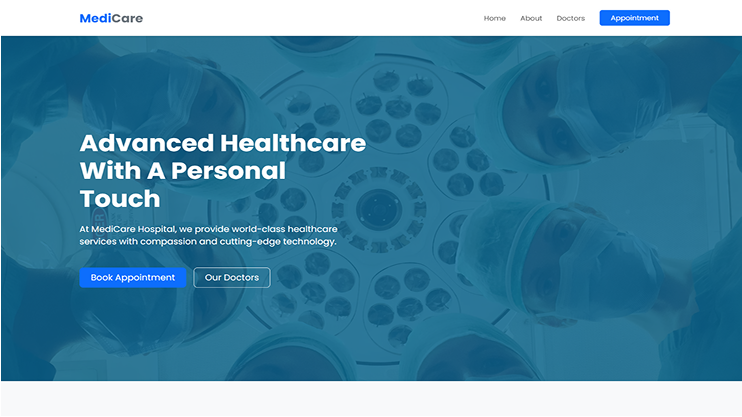 MediCare
Home About Doctors Appointment
Advanced Healthcare
With A Personal
Touch
At MediCare Hospital, we provide world-class healthcare
services with compassion and cutting-edge technology.
Book Appointment Our Doctors